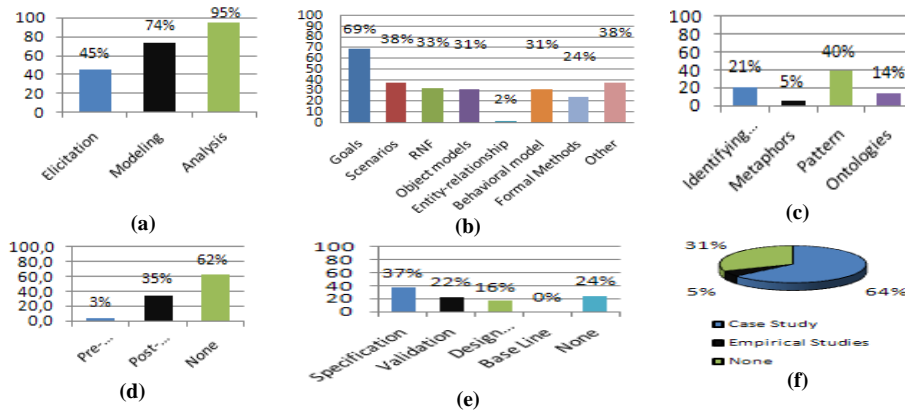 100
80
60
40
20
0
45%
74%
95%
Elicitation
Modeling
Analysis
(a)
100
90
80
70
60
50
40
30
20
10
0
69%
38%
33%
31%
2%
31%
24%
38%
Goals
Scenarios
RNF
Object models
Entity-relationship
Behavioral model
Formal Methods
Other
(b)
100
80
60
40
20
0
21%
5%
40%
14%
Identifying...
Metaphors
Pattern
Ontologies
(c)
100,0
80,0
60,0
40,0
20,0
0,0
3%
35%
62%
Pre-...
Post-...
None
(d)
100
80
60
40
20
0
37%
22%
16%
0%
24%
Specification
Validation
Design...
Base Line
None
(e)
31%
5%
64%
Case Study
Empirical Studies
None
(f)